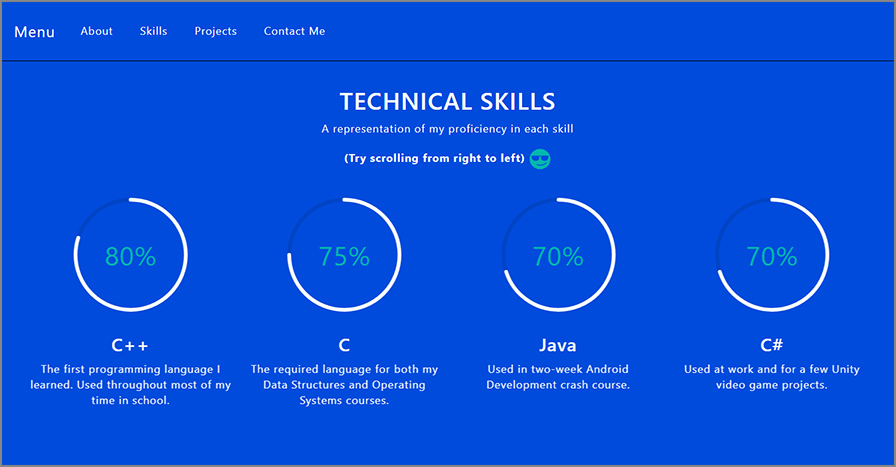 Menu About Skills Projects Contact Me
TECHNICAL SKILLS
A representation of my proficiency in each skill
(Try scrolling from right to left)
80%
C++
The first programming language I
learned. Used throughout most of my
time in school.
75%
C
The required language for both my
Data Structures and Operating
Systems courses.
70%
Java
Used in two-week Android
Development crash course.
70%
C#
Used at work and for a few Unity
video game projects.